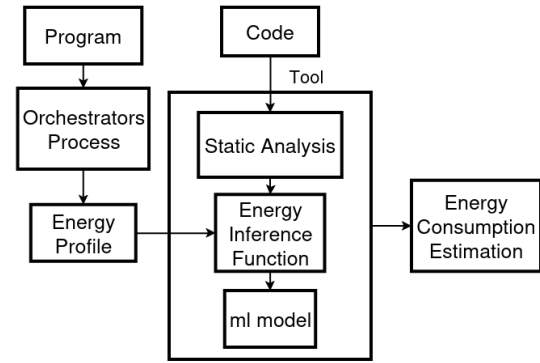 Program
Code
Tool
Orchestrators
Process
Static Analysis
Energy
Profile
Energy
Inference
Function
Energy
Consumption
Estimation
ml model